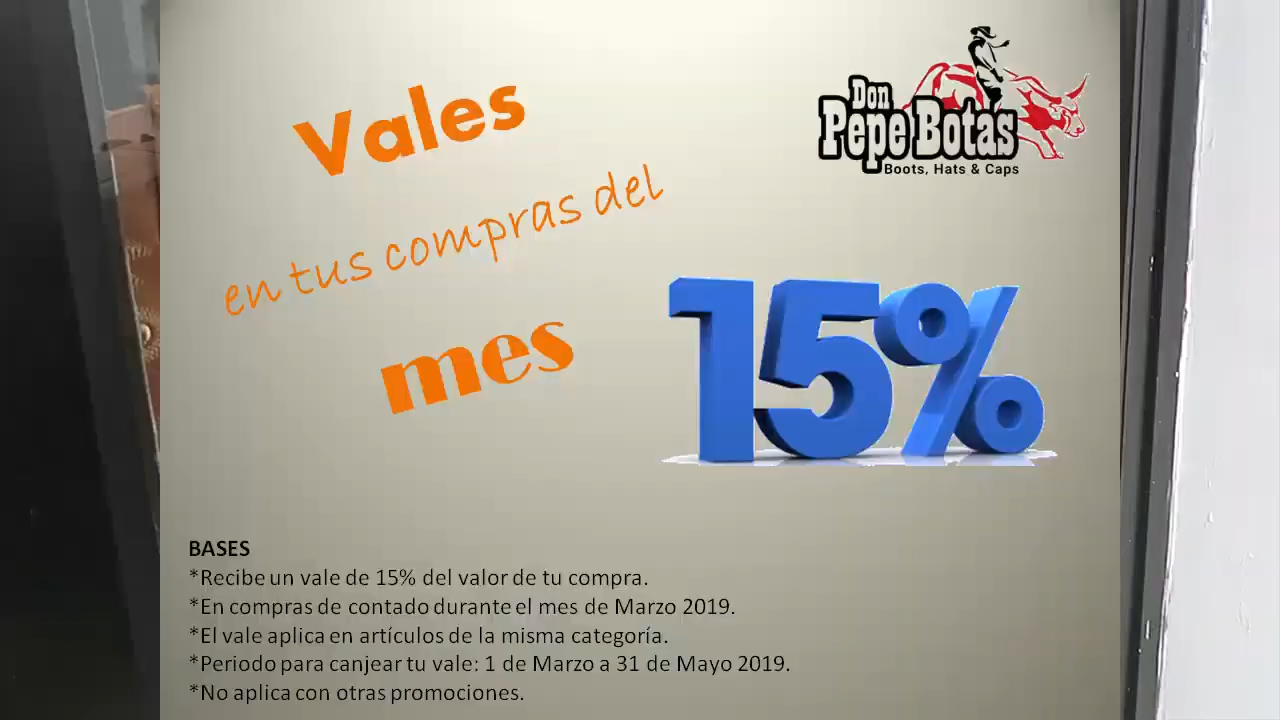 Vales
en tus compras del
mes
Don
Pepe Botas
Boots, Hats & Caps
15%
BASES
*Recibe un vale de 15% del valor de tu compra.
*En compras de contado durante el mes de Marzo 2019.
*El vale aplica en artículos de la misma categoría.
*Periodo para canjear tu vale: 1 de Marzo a 31 de Mayo 2019.
*No aplica con otras promociones.